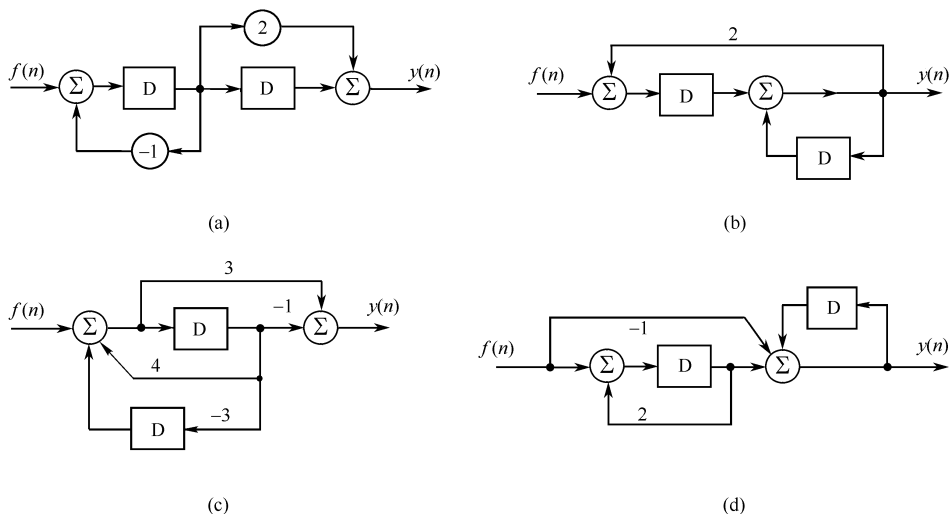 2
f(n) Σ D D Σ y(n)
−1
(a)
2
f(n) Σ D Σ y(n)
D
(b)
3
f(n) Σ D −1 Σ y(n)
4
D −3
(c)
D
−1
f(n) Σ D Σ y(n)
2
(d)